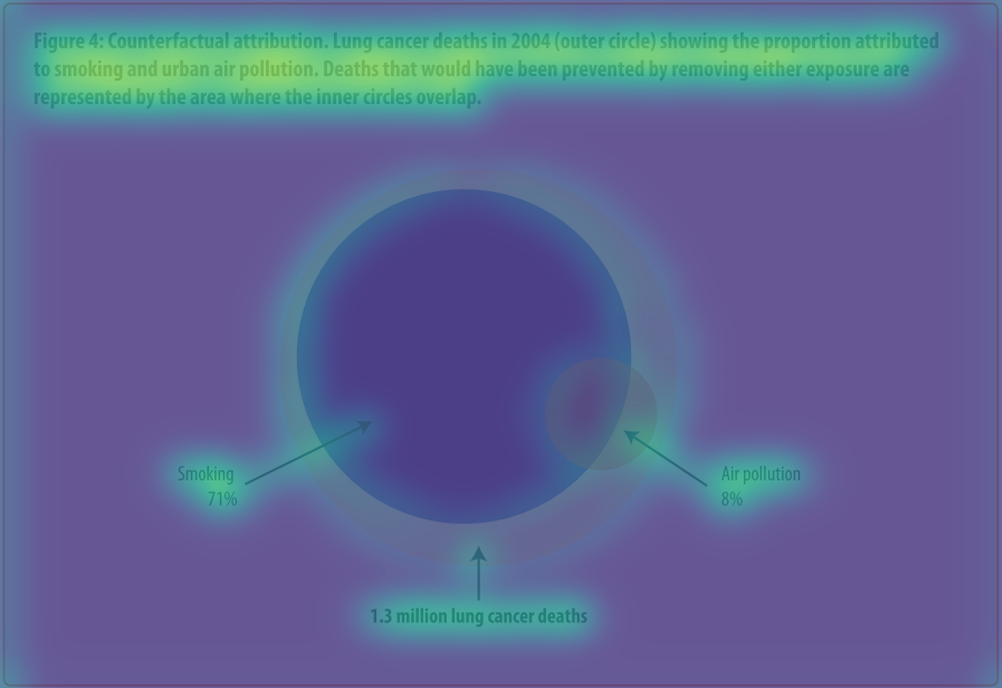 Figure 4: Counterfactual attribution. Lung cancer deaths in 2004 (outer circle) showing the proportion attributed
to smoking and urban air pollution. Deaths that would have been prevented by removing either exposure are
represented by the area where the inner circles overlap.
Smoking
71%
Air pollution
8%
1.3 million lung cancer deaths